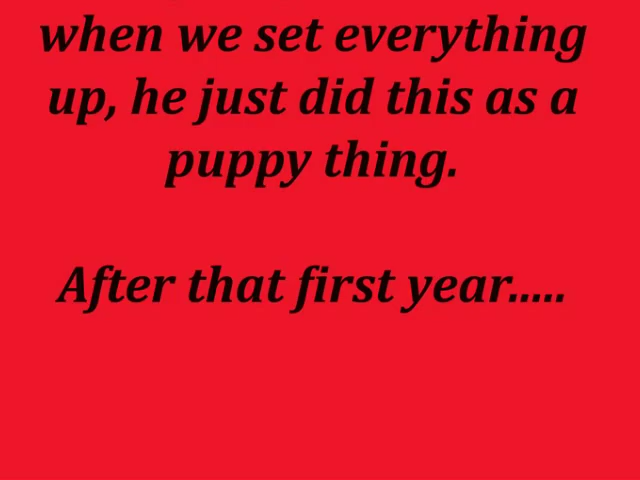 when we set everything
up, he just did this as a
puppy thing.
After that first year.....